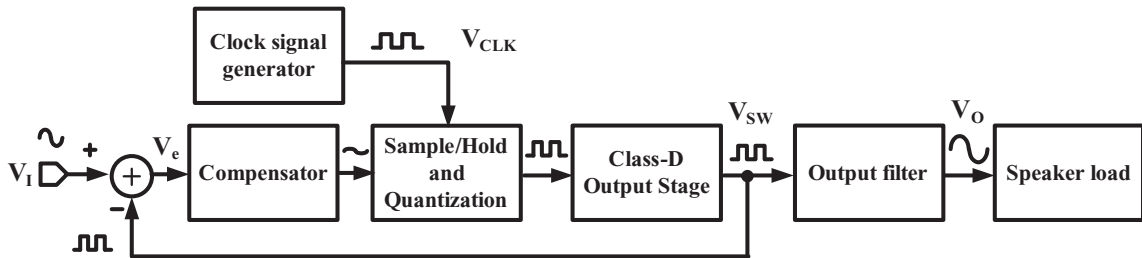 Clock signal
generator
V_CLK
V_I
+
−
+
V_e
Compensator
Sample/Hold
and
Quantization
Class-D
Output Stage
V_SW
Output filter
V_O
Speaker load